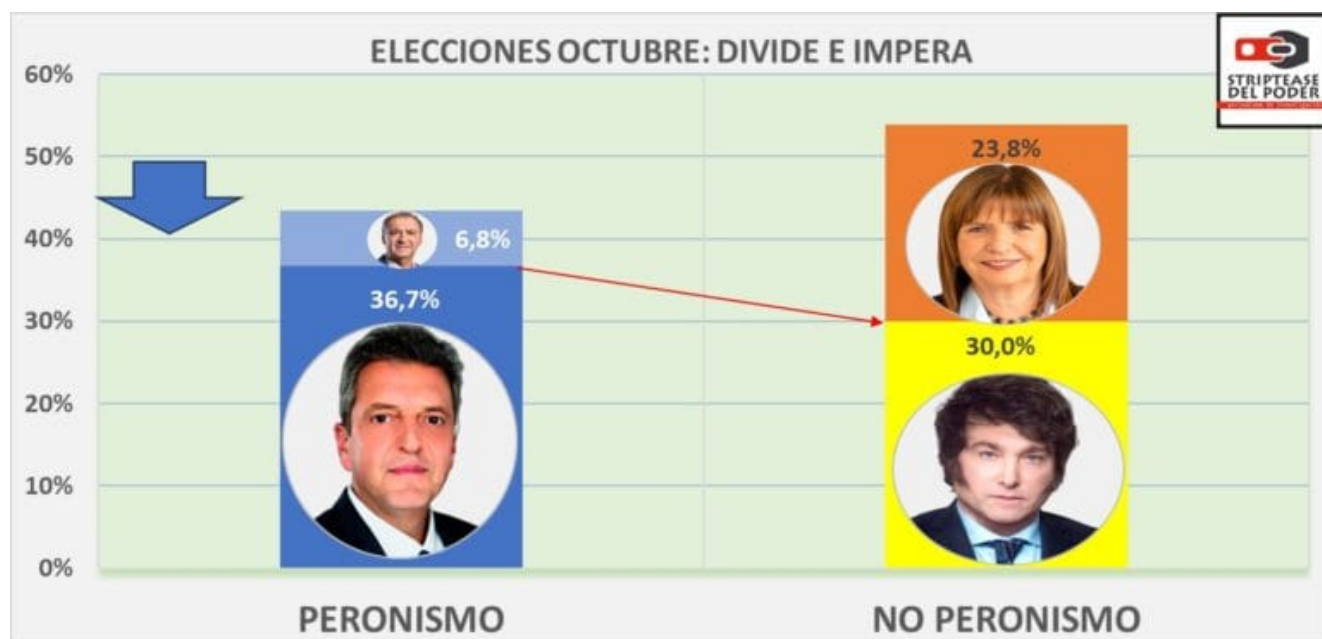 ELECCIONES OCTUBRE: DIVIDE E IMPERA
STRIPTEASE
DEL PODER
60%
50%
40%
30%
20%
10%
0%
6,8%
36,7%
23,8%
30,0%
PERONISMO
NO PERONISMO